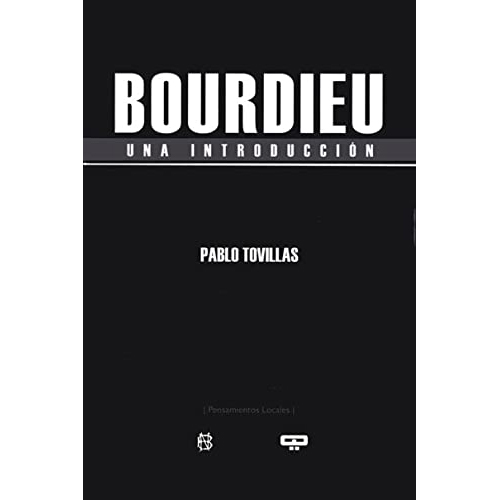 BOURDIEU
UNA INTRODUCCIÓN
PABLO TOVILLAS
[ Pensamientos Locales ]